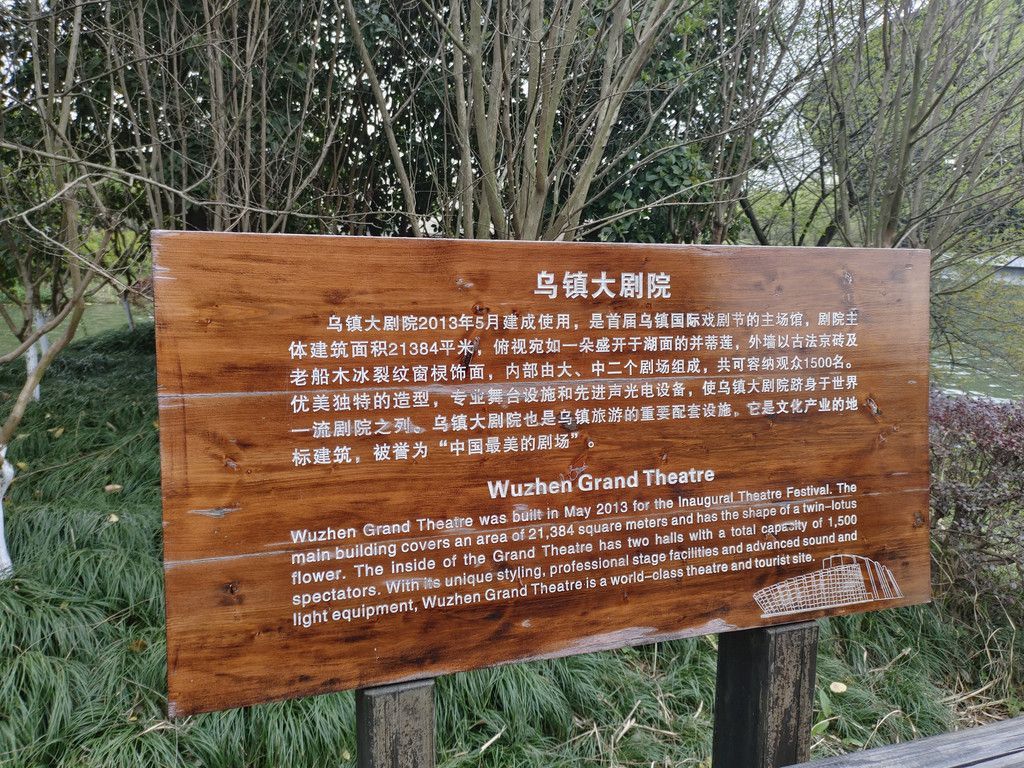 乌镇大剧院
乌镇大剧院2013年5月建成使用，是首届乌镇国际戏剧节的主场馆，剧院主
体建筑面积21384平米，俯视宛如一朵盛开于湖面的并蒂莲，外墙以古法京砖及
老船木冰裂纹窗棂饰面，内部由大、中二个剧场组成，共可容纳观众1500名。
优美独特的造型，专业舞台设施和先进声光电设备，使乌镇大剧院跻身于世界
一流剧院之列。乌镇大剧院也是乌镇旅游的重要配套设施，它是文化产业的地
标建筑，被誉为“中国最美的剧场”。
Wuzhen Grand Theatre
Wuzhen Grand Theatre was built in May 2013 for the Inaugural Theatre Festival. The
main building covers an area of 21,384 square meters and has the shape of a twin-lotus
flower. The inside of the Grand Theatre has two halls with a total capacity of 1,500
spectators. With its unique styling, professional stage facilities and advanced sound and
light equipment, Wuzhen Grand Theatre is a world-class theatre and tourist site.